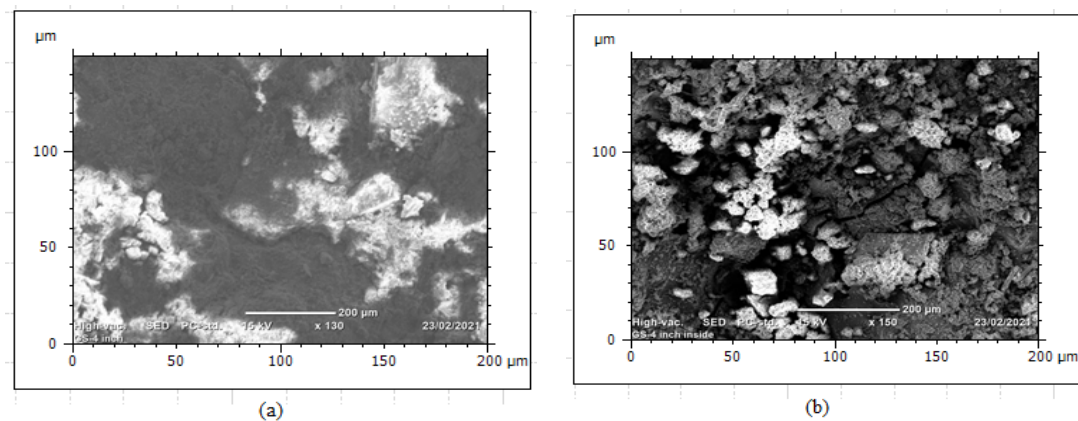 µm
100
50
0
0
50
100
150
200 µm
200 µm
High-vac. SED PC-std. 15 kV x 130 23/02/2021
GS-4 inch
(a)
µm
100
50
0
0
50
100
150
200 µm
200 µm
High-vac. SED PC-std. 15 kV x 150 23/02/2021
GS-4 inch inside
(b)